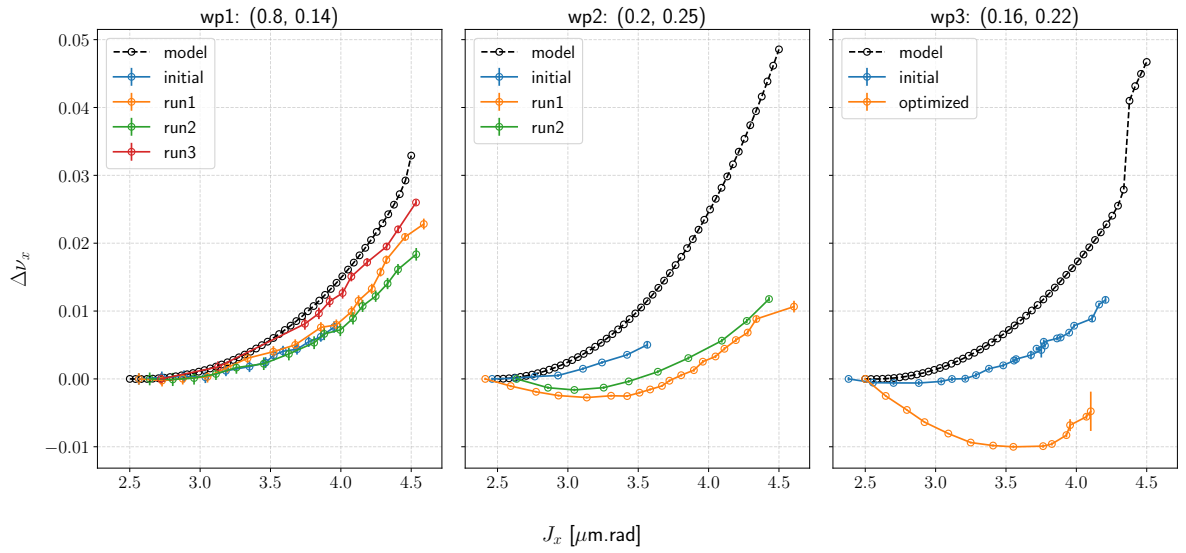 wp1: (0.8, 0.14)
wp2: (0.2, 0.25)
wp3: (0.16, 0.22)
0.05
0.04
0.03
0.02
0.01
0.00
−0.01
Δν_x
model
initial
run1
run2
run3
model
initial
run1
run2
model
initial
optimized
2.5 3.0 3.5 4.0 4.5
2.5 3.0 3.5 4.0 4.5
2.5 3.0 3.5 4.0 4.5
J_x [μm.rad]